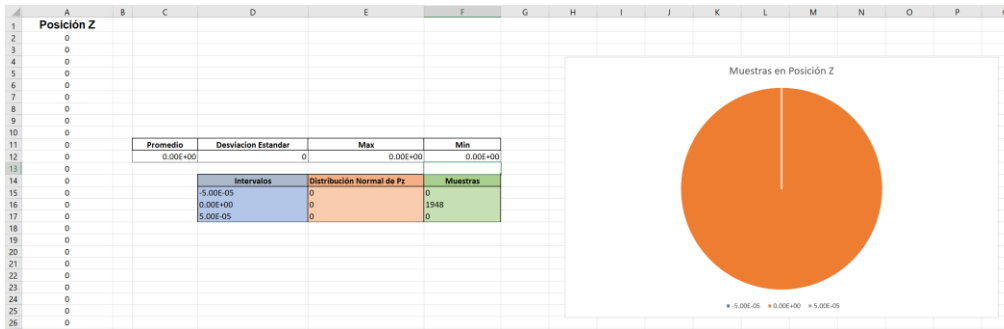 A B C D E F G H I J K L M N O P
1 Posición Z
2 0
3 0
4 0
5 0 Muestras en Posición Z
6 0
7 0
8 0
9 0
10 0
11 0 Promedio Desviacion Estandar Max Min
12 0 0.00E+00 0 0.00E+00 0.00E+00
13 0
14 0 Intervalos Distribución Normal de Pz Muestras
15 0 -5.00E-05 0 0
16 0 0.00E+00 0 1948
17 0 5.00E-05 0 0
18 0
19 0
20 0
21 0
22 0
23 0
24 0
25 0 -5.00E-05 0.00E+00 5.00E-05
26 0